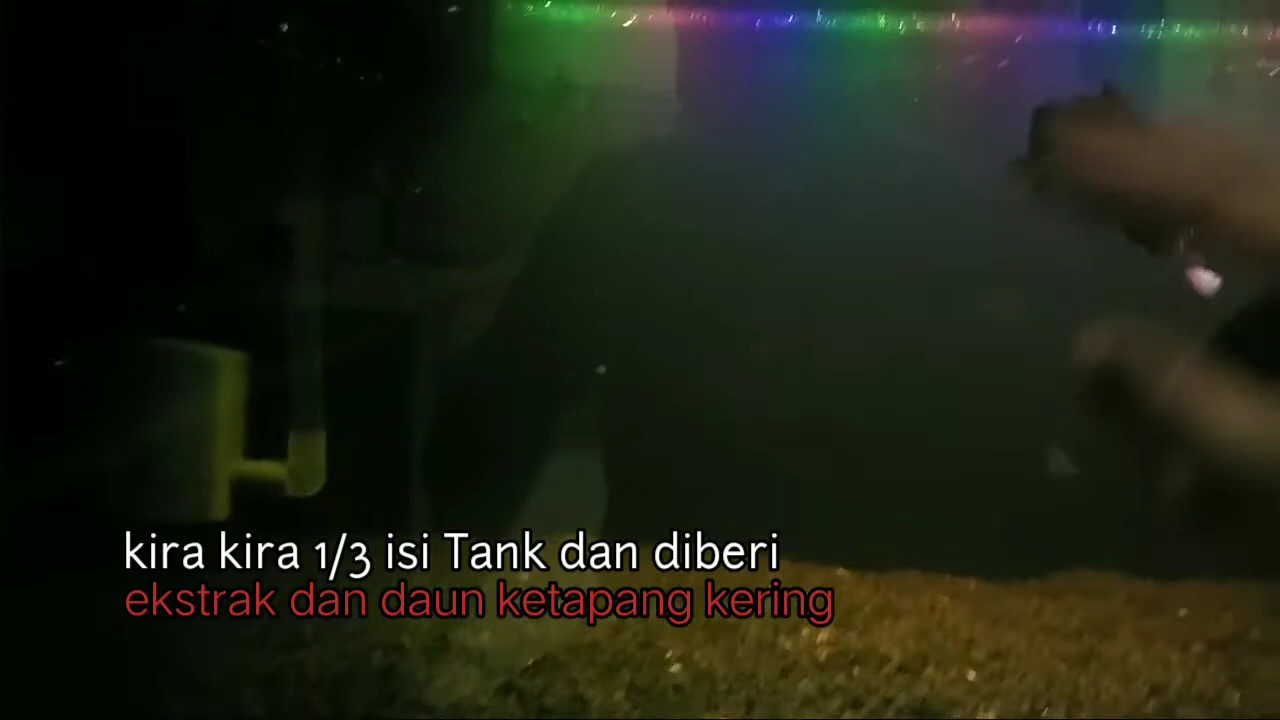 kira kira 1/3 isi Tank dan diberi
ekstrak dan daun ketapang kering